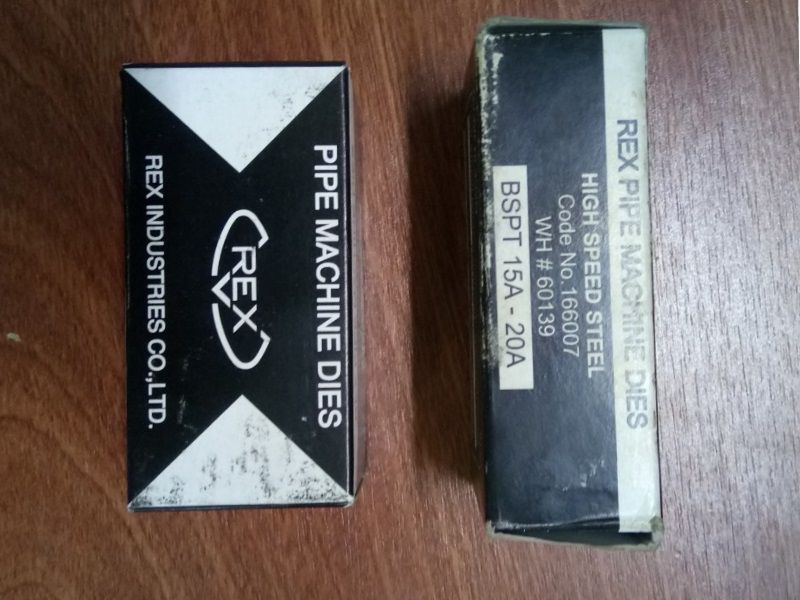 PIPE MACHINE DIES
REX
REX INDUSTRIES CO.,LTD.
REX PIPE MACHINE DIES
HIGH SPEED STEEL
Code No.166007
WH # 60139
BSPT 15A - 20A